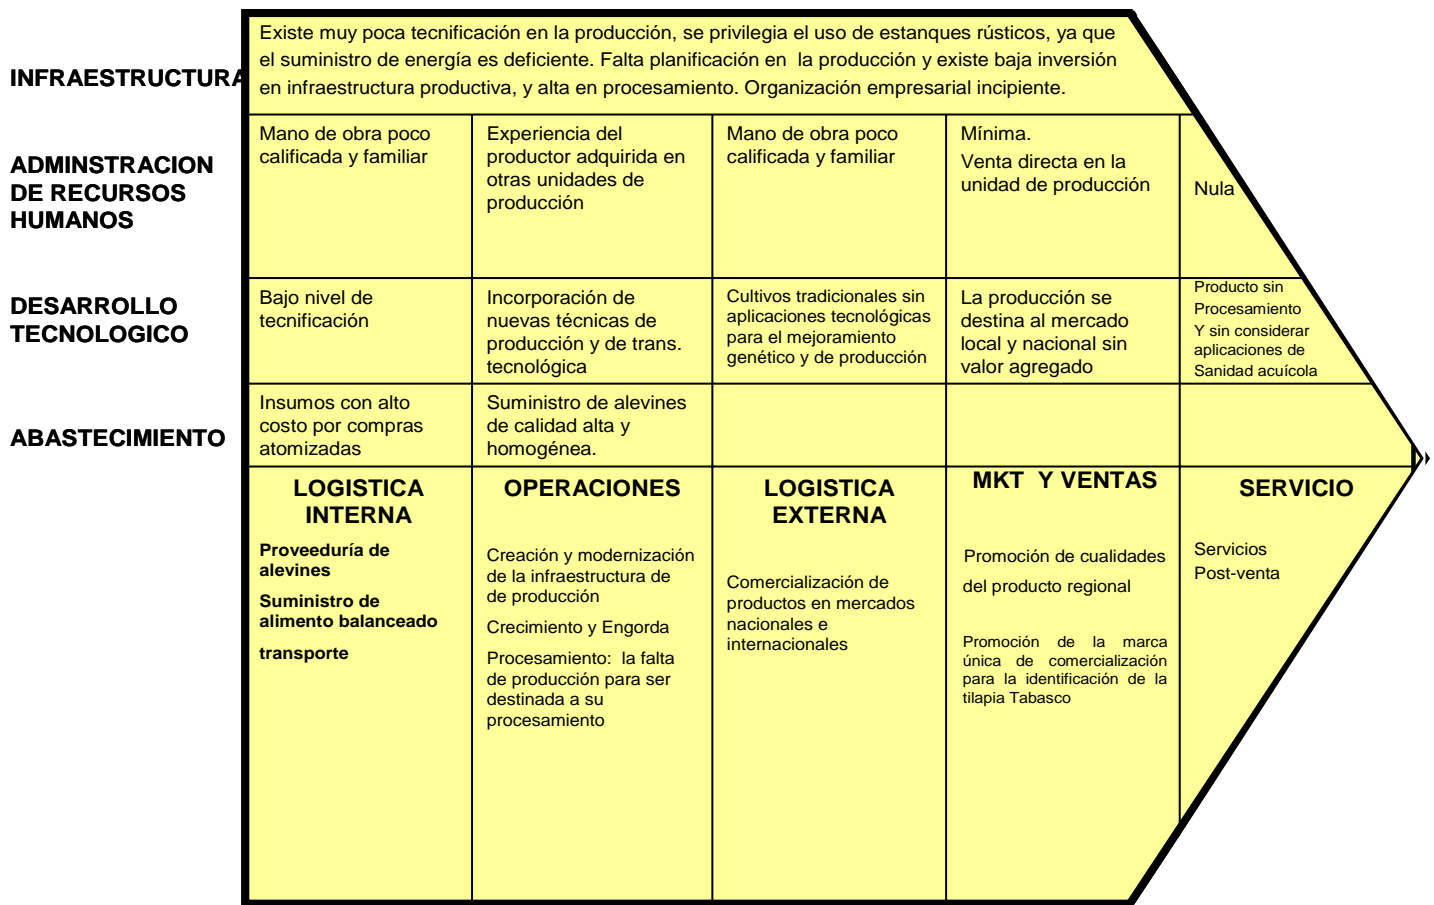 Existe muy poca tecnificación en la producción, se privilegia el uso de estanques rústicos, ya que
el suministro de energía es deficiente. Falta planificación en la producción y existe baja inversión
en infraestructura productiva, y alta en procesamiento. Organización empresarial incipiente.
INFRAESTRUCTURA
ADMINSTRACION
DE RECURSOS
HUMANOS
Mano de obra poco
calificada y familiar
Experiencia del
productor adquirida en
otras unidades de
producción
Mano de obra poco
calificada y familiar
Mínima.
Venta directa en la
unidad de producción
Nula
DESARROLLO
TECNOLOGICO
Bajo nivel de
tecnificación
Incorporación de
nuevas técnicas de
producción y de trans.
tecnológica
Cultivos tradicionales sin
aplicaciones tecnológicas
para el mejoramiento
genético y de producción
La producción se
destina al mercado
local y nacional sin
valor agregado
Producto sin
Procesamiento
Y sin considerar
aplicaciones de
Sanidad acuícola
ABASTECIMIENTO
Insumos con alto
costo por compras
atomizadas
Suministro de alevines
de calidad alta y
homogénea.
LOGISTICA
INTERNA
Proveeduría de
alevines
Suministro de
alimento balanceado
transporte
OPERACIONES
Creación y modernización
de la infraestructura de
de producción
Crecimiento y Engorda
Procesamiento: la falta
de producción para ser
destinada a su
procesamiento
LOGISTICA
EXTERNA
Comercialización de
productos en mercados
nacionales e
internacionales
MKT Y VENTAS
Promoción de cualidades
del producto regional
Promoción de la marca
única de comercialización
para la identificación de la
tilapia Tabasco
SERVICIO
Servicios
Post-venta